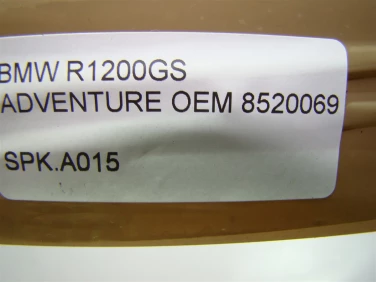 BMW R1200GS
ADVENTURE OEM 8520069
SPK.A015